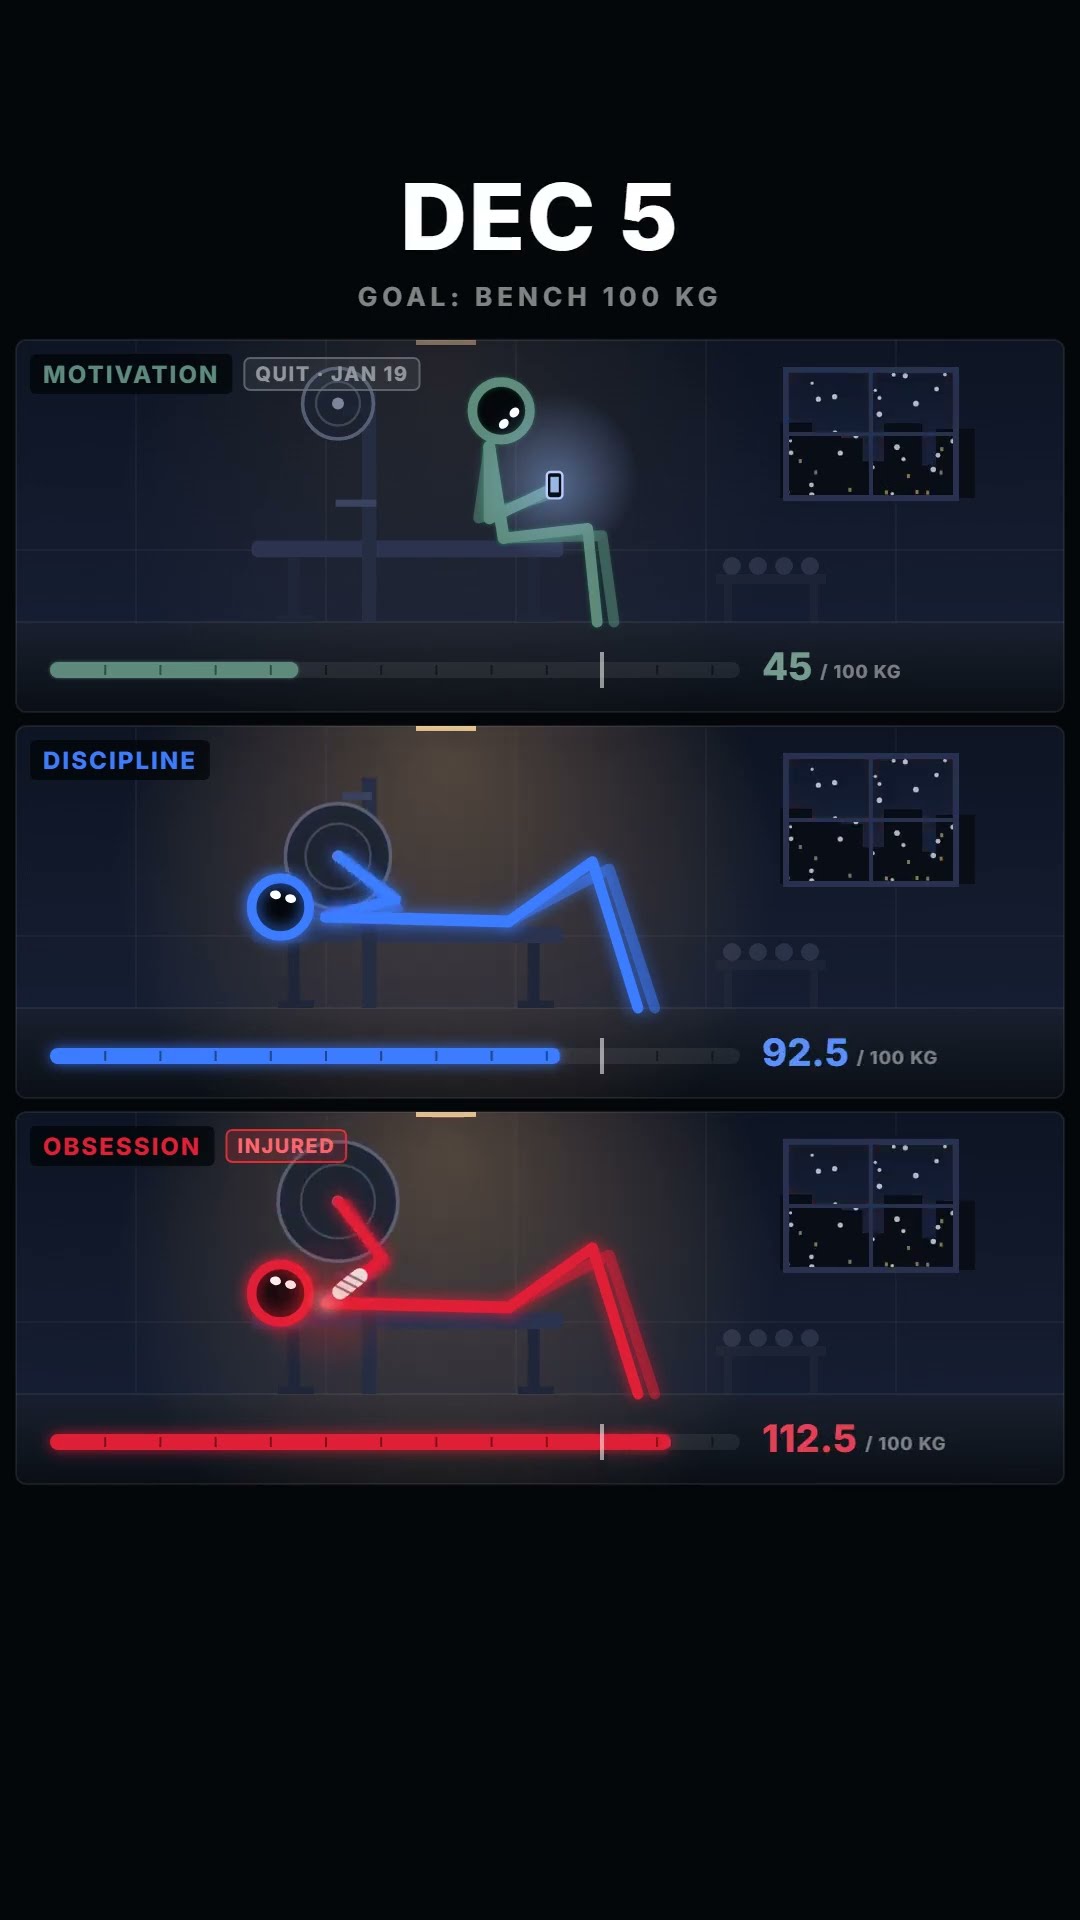 DEC 5
GOAL: BENCH 100 KG
MOTIVATION
QUIT · JAN 19
45 / 100 KG
DISCIPLINE
92.5 / 100 KG
OBSESSION
INJURED
112.5 / 100 KG